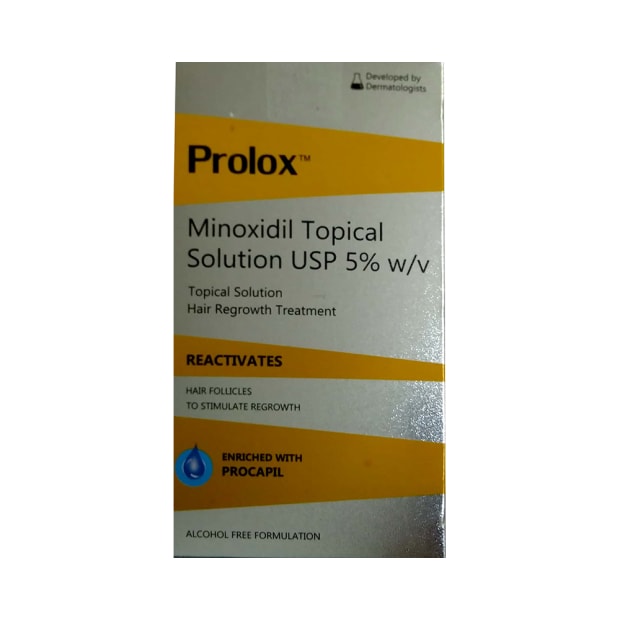 Developed by
Dermatologists
Prolox™
Minoxidil Topical
Solution USP 5% w/v
Topical Solution
Hair Regrowth Treatment
REACTIVATES
HAIR FOLLICLES
TO STIMULATE REGROWTH
ENRICHED WITH
PROCAPIL
ALCOHOL FREE FORMULATION